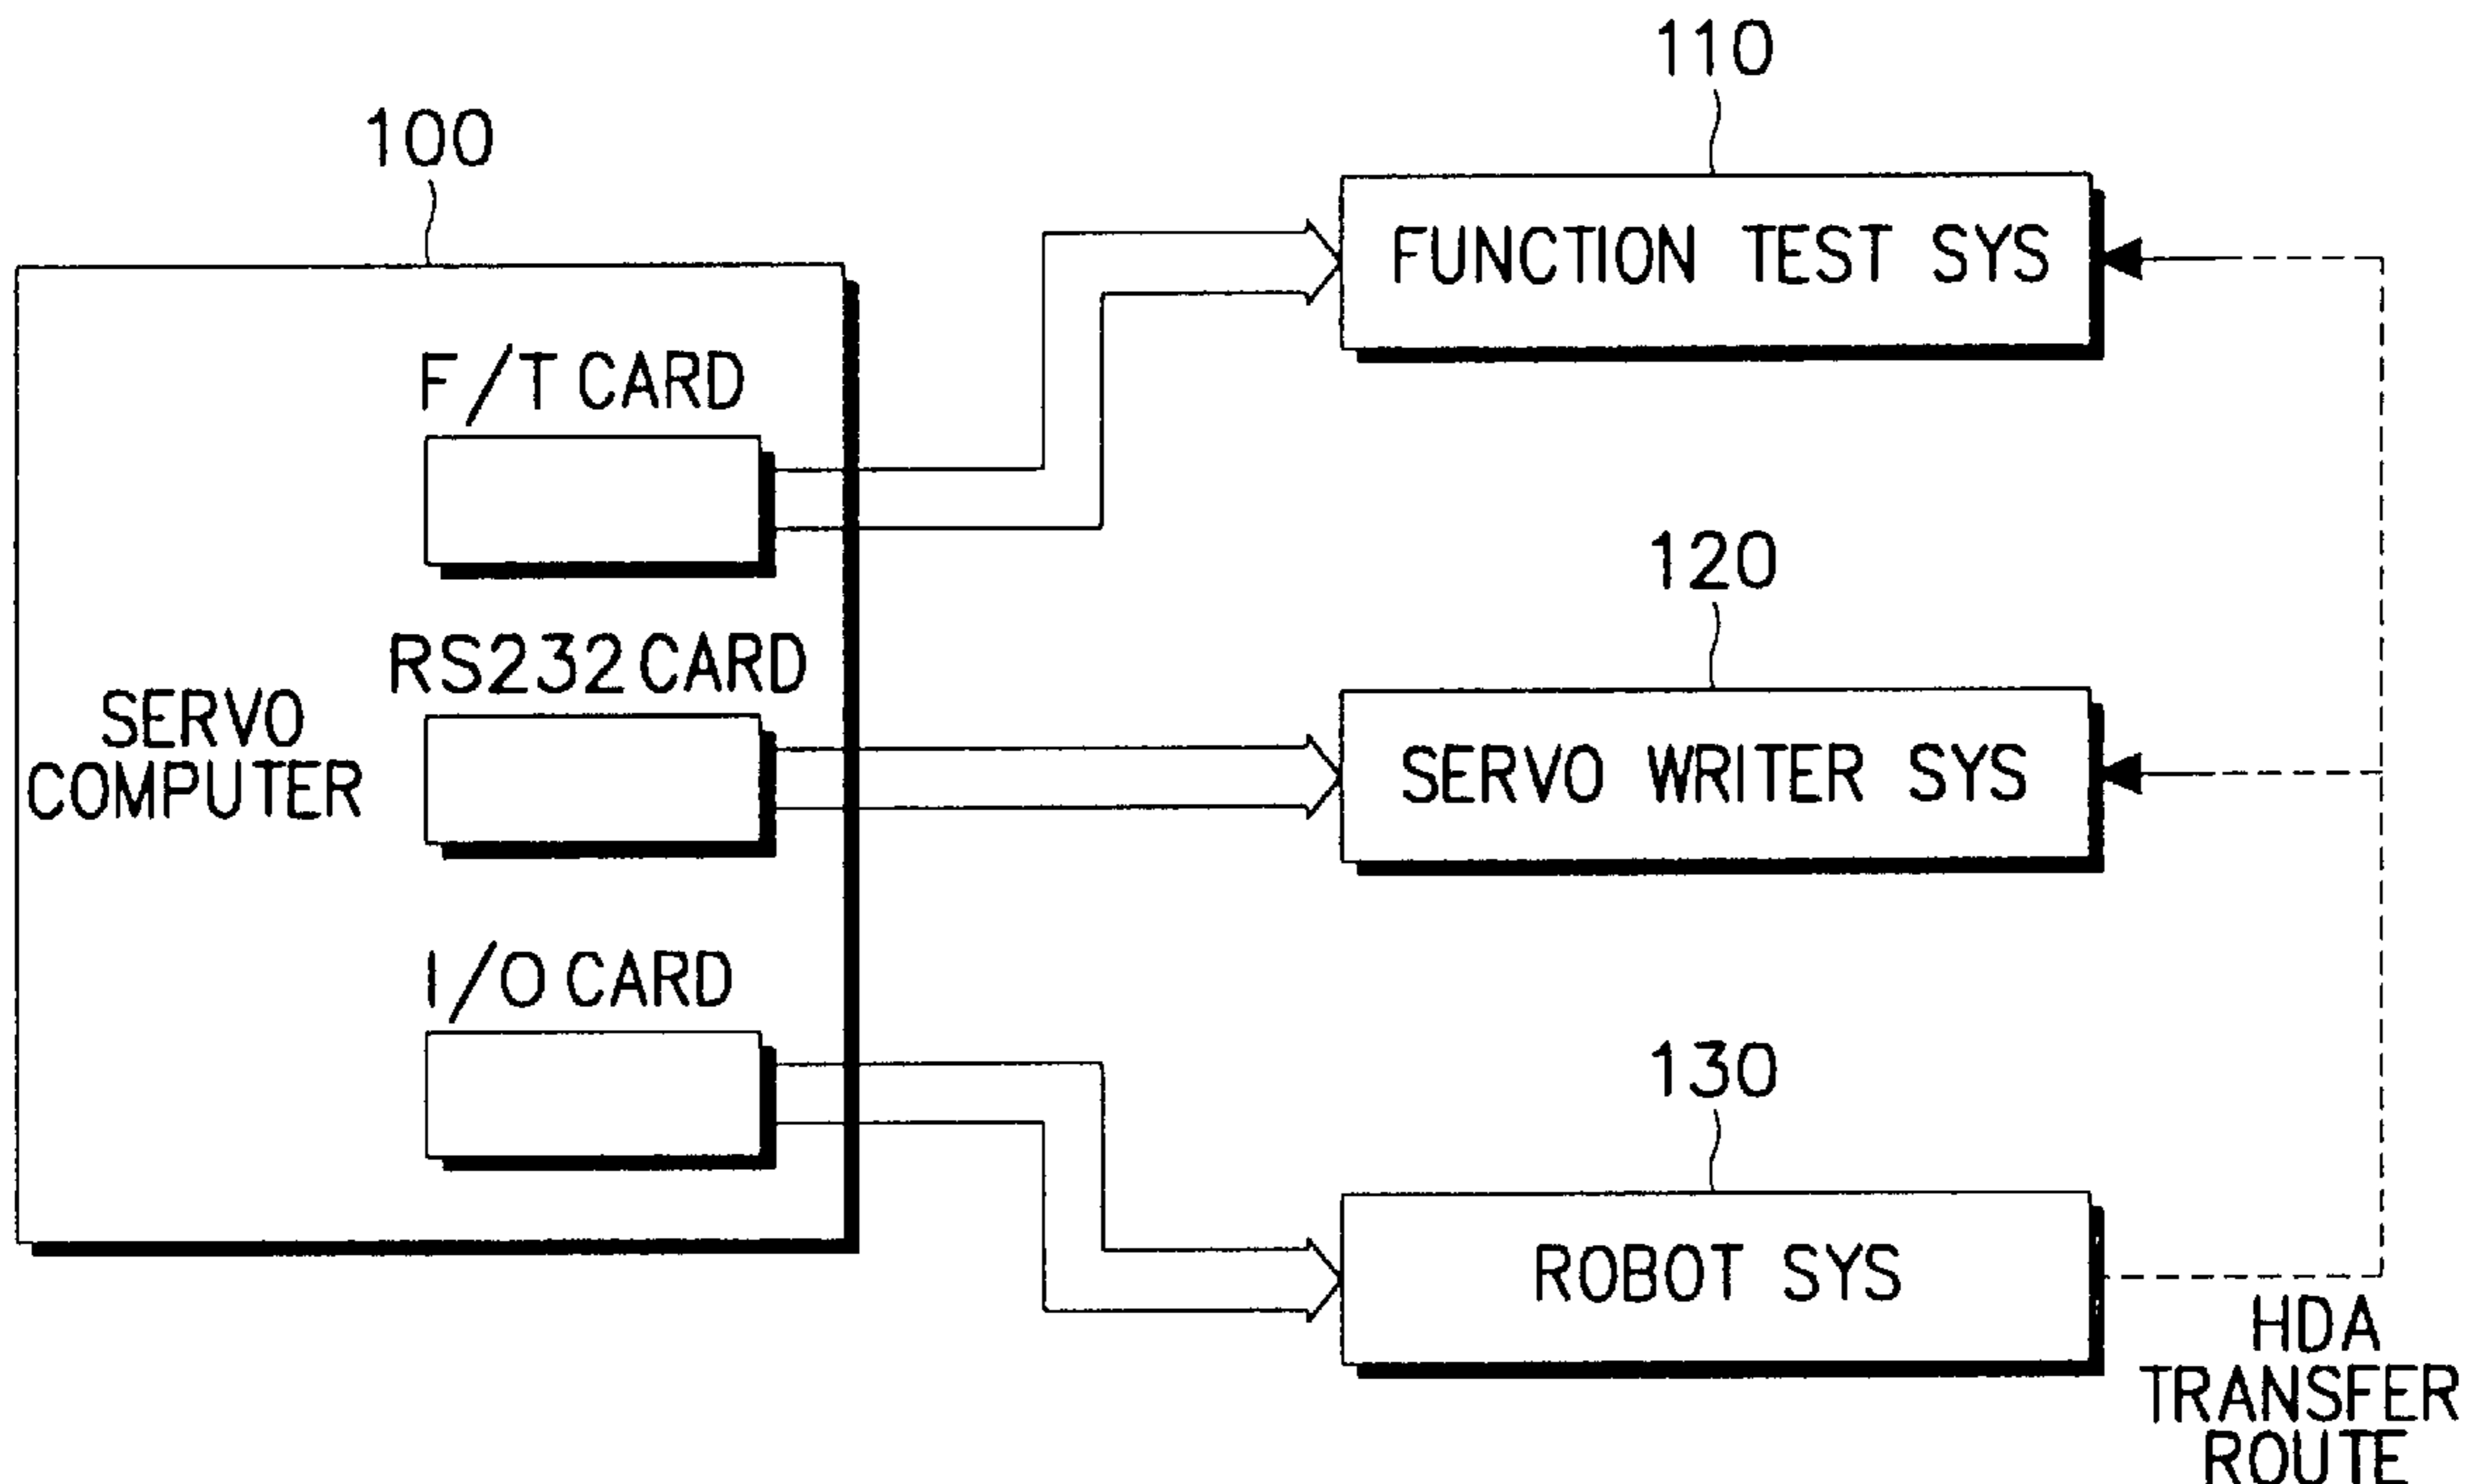 100
F/T CARD
RS232 CARD
SERVO
COMPUTER
I/O CARD
110
FUNCTION TEST SYS
120
SERVO WRITER SYS
130
ROBOT SYS
HDA
TRANSFER
ROUTE